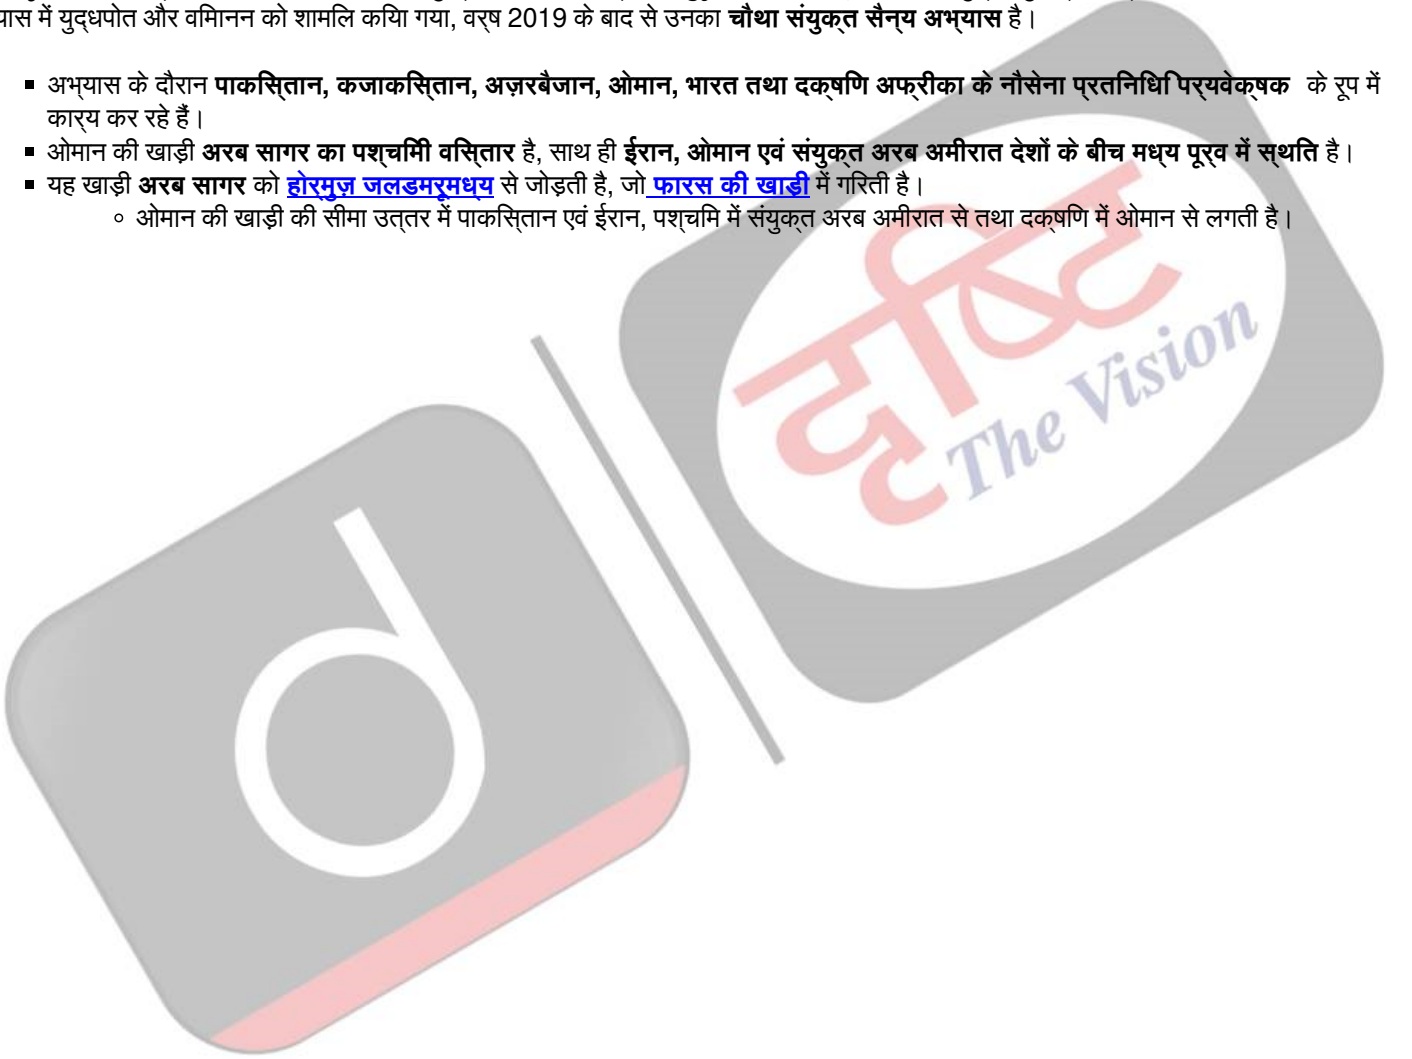 यास में युद्धपोत और विमानन को शामिल किया गया, वर्ष 2019 के बाद से उनका चौथा संयुक्त सैन्य अभ्यास है।
अभ्यास के दौरान पाकिस्तान, कजाकिस्तान, अज़रबैजान, ओमान, भारत तथा दक्षिण अफ्रीका के नौसेना प्रतिनिधि पर्यवेक्षक के रूप में
कार्य कर रहे हैं।
ओमान की खाड़ी अरब सागर का पश्चिमी विस्तार है, साथ ही ईरान, ओमान एवं संयुक्त अरब अमीरात देशों के बीच मध्य पूर्व में स्थित है।
यह खाड़ी अरब सागर को होर्मुज़ जलडमरूमध्य से जोड़ती है, जो फारस की खाड़ी में गिरती है।
ओमान की खाड़ी की सीमा उत्तर में पाकिस्तान एवं ईरान, पश्चिम में संयुक्त अरब अमीरात से तथा दक्षिण में ओमान से लगती है।
दृष्टि
The Vision
d